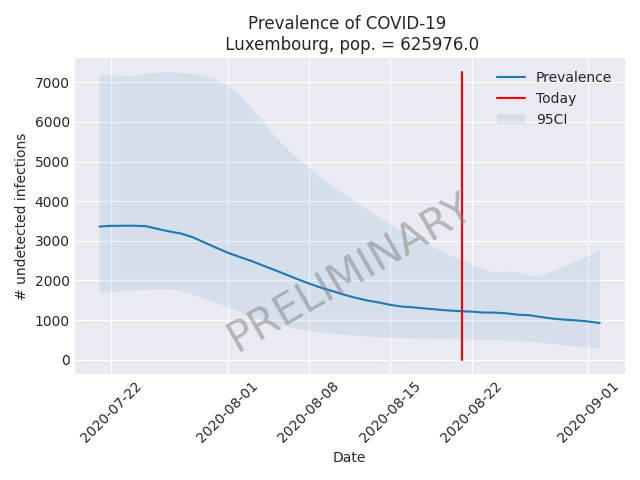 Prevalence of COVID-19
Luxembourg, pop. = 625976.0
Prevalence
Today
95CI
7000
6000
5000
4000
3000
2000
1000
0
# undetected infections
PRELIMINARY
2020-07-22
2020-08-01
2020-08-08
2020-08-15
2020-08-22
2020-09-01
Date